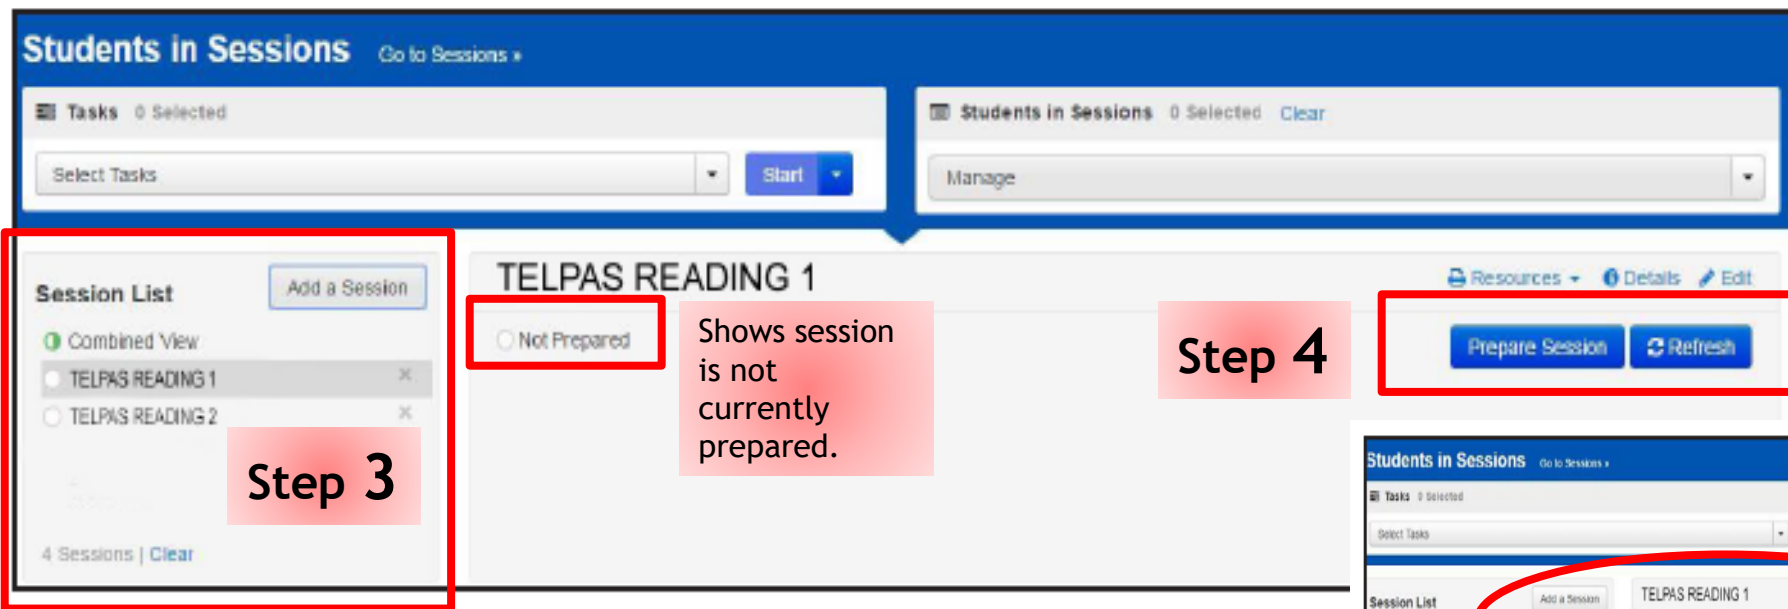 Students in Sessions Go to Sessions »
Tasks 0 Selected
Students in Sessions 0 Selected Clear
Select Tasks
Start
Manage
Session List
Add a Session
Combined View
TELPAS READING 1
TELPAS READING 2
Step 3
4 Sessions | Clear
TELPAS READING 1
Resources
Details
Edit
Not Prepared
Shows session
is not
currently
prepared.
Step 4
Prepare Session
Refresh
Students in Sessions Go to Sessions »
Tasks 0 Selected
Select Tasks
Session List
Add a Session
TELPAS READING 1